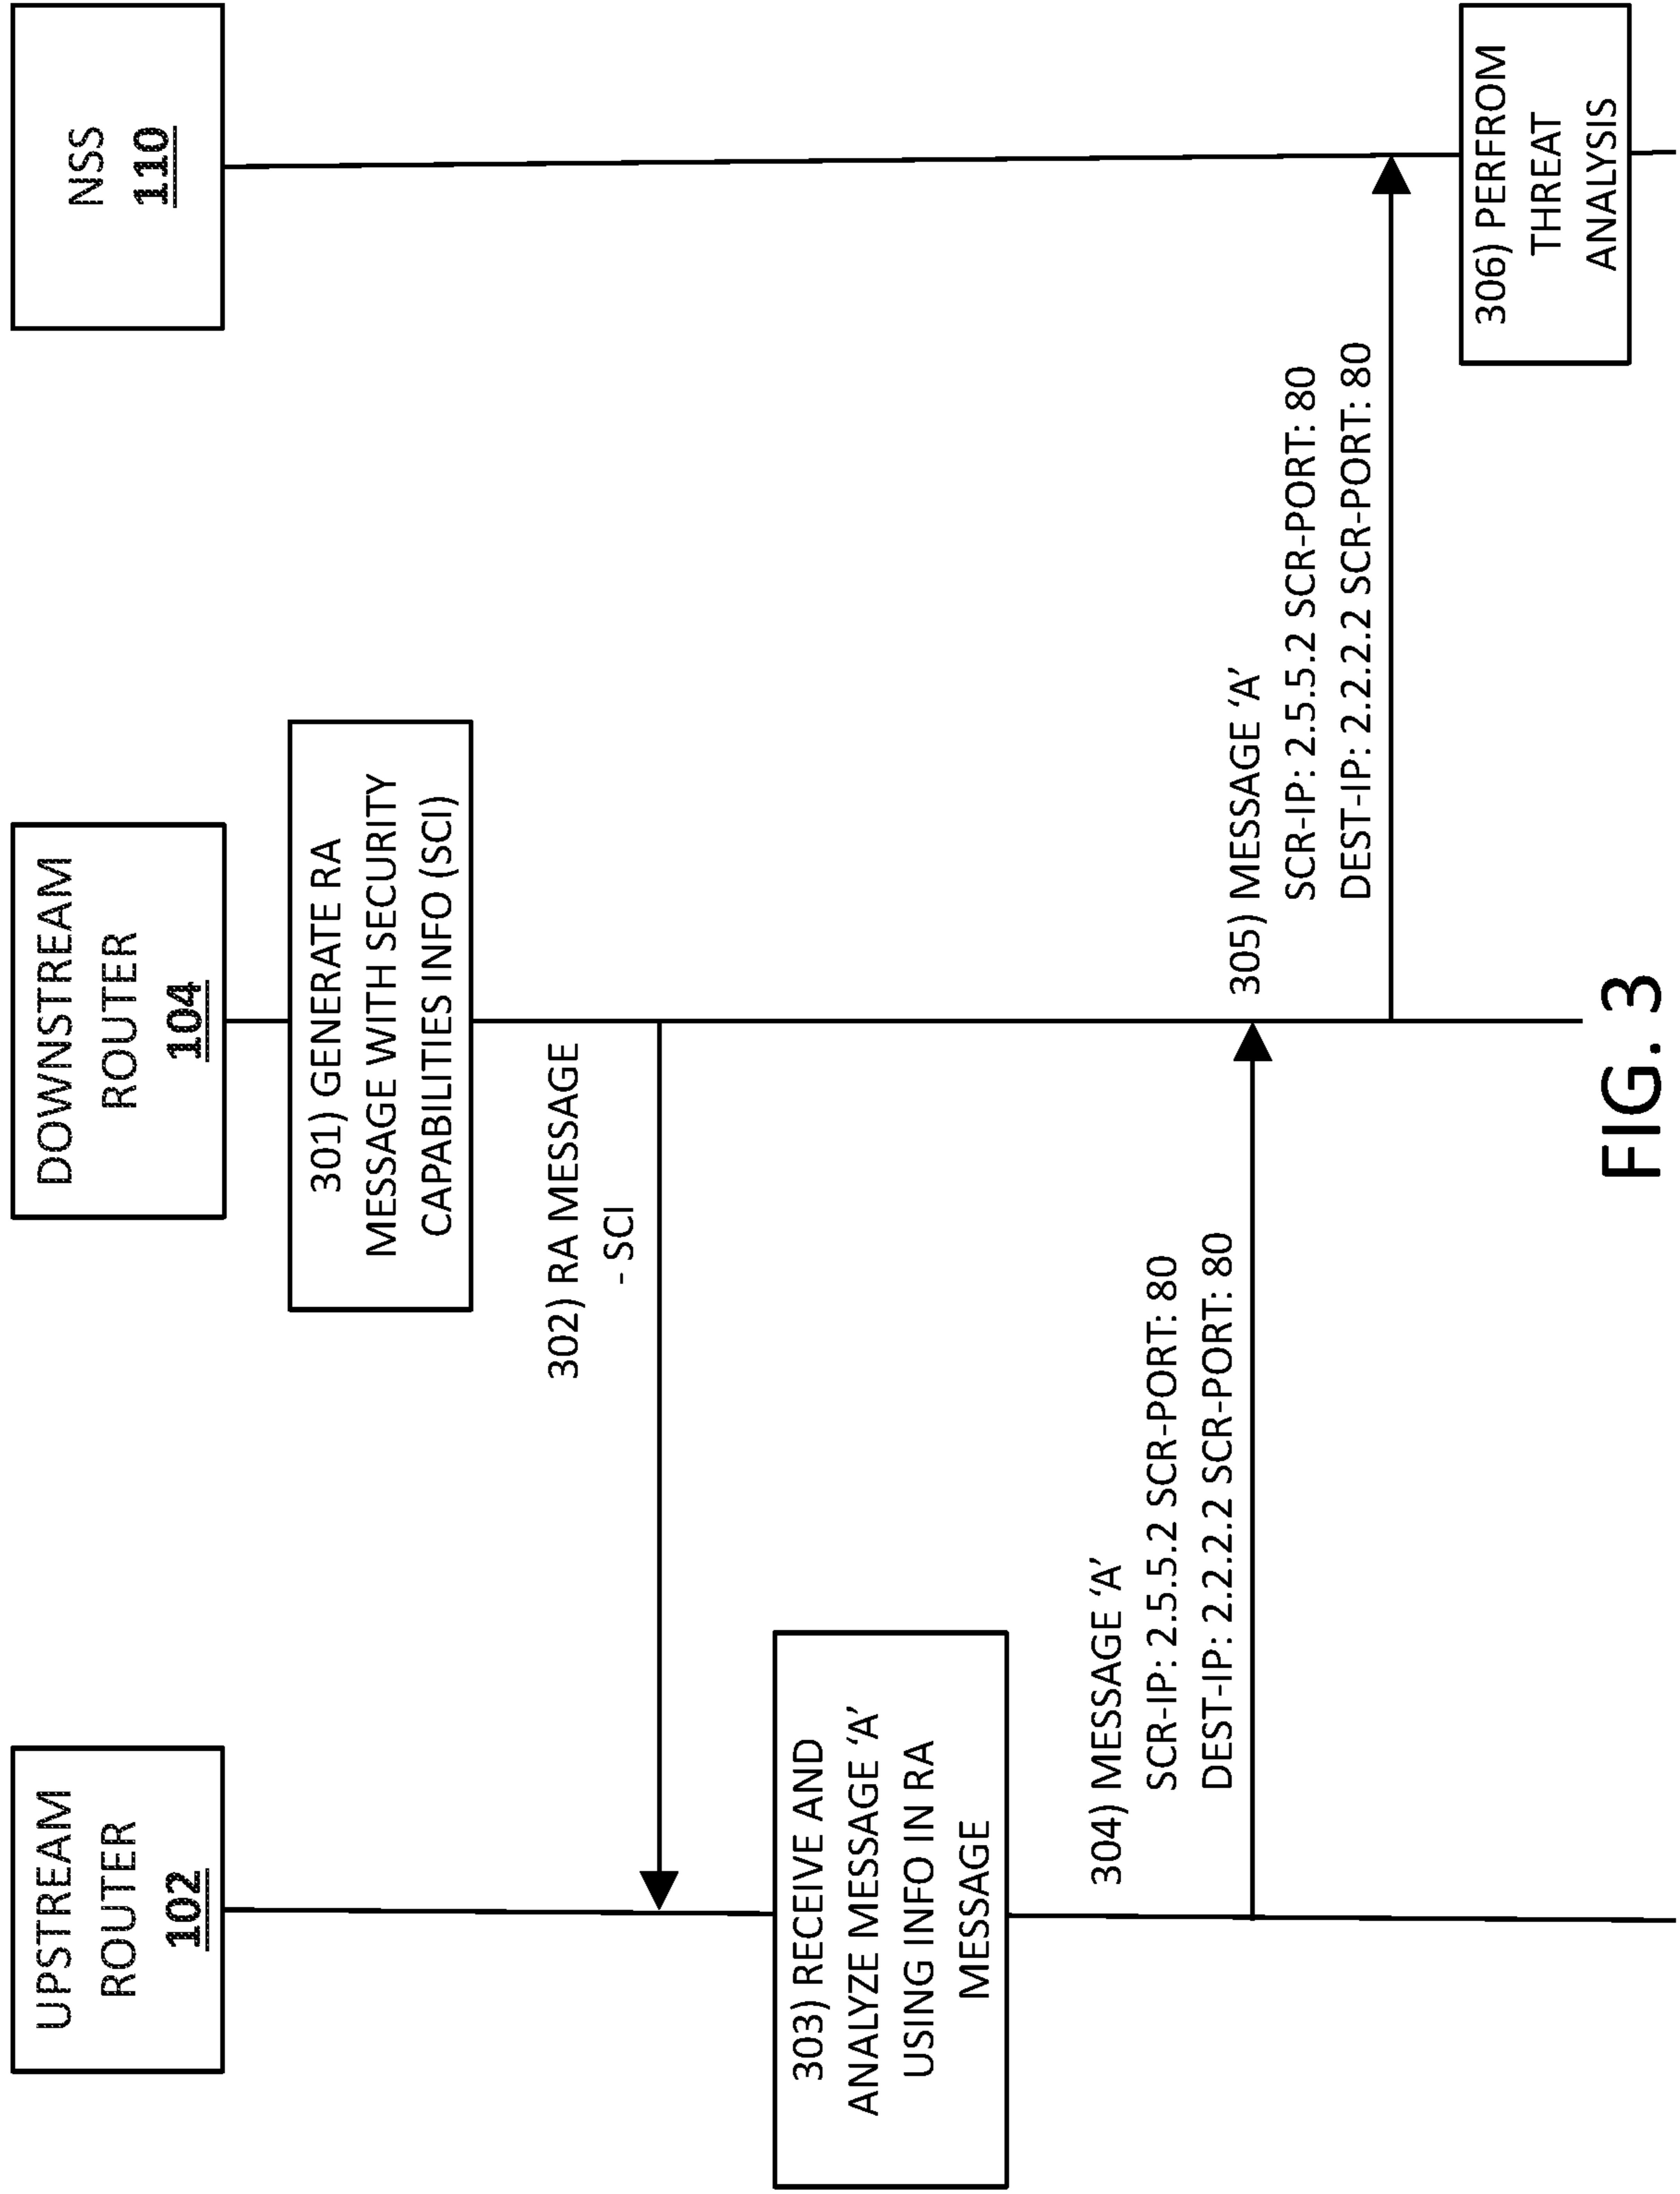 UPSTREAM
ROUTER
102
DOWNSTREAM
ROUTER
104
NSS
110
301) GENERATE RA
MESSAGE WITH SECURITY
CAPABILITIES INFO (SCI)
302) RA MESSAGE
- SCI
303) RECEIVE AND
ANALYZE MESSAGE ‘A’
USING INFO IN RA
MESSAGE
304) MESSAGE ‘A’
SCR-IP: 2.5.5.2 SCR-PORT: 80
DEST-IP: 2.2.2.2 SCR-PORT: 80
305) MESSAGE ‘A’
SCR-IP: 2.5.5.2 SCR-PORT: 80
DEST-IP: 2.2.2.2 SCR-PORT: 80
306) PERFROM
THREAT
ANALYSIS
FIG. 3